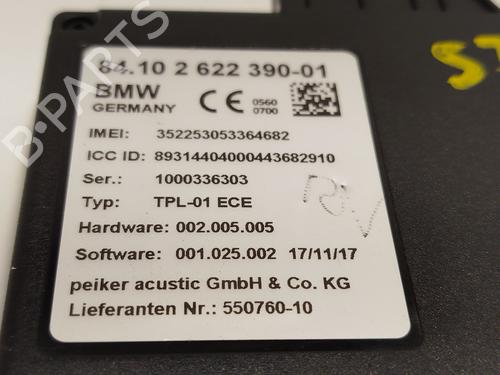 84.10 2 622 390-01
BMW
GERMANY
CE 0560
0700
IMEI: 352253053364682
ICC ID: 89314404000443682910
Ser.: 1000336303
Typ: TPL-01 ECE
Hardware: 002.005.005
Software: 001.025.002 17/11/17
peiker acustic GmbH & Co. KG
Lieferanten Nr.: 550760-10
B-PARTS